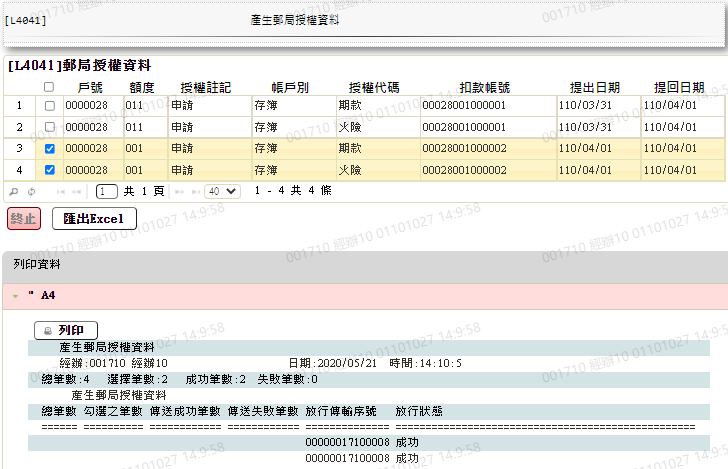 [L4041] 產生郵局授權資料
[L4041]郵局授權資料
戶號 額度 授權註記 帳戶別 授權代碼 扣款帳號 提出日期 提回日期
1 0000028 011 申請 存簿 期款 00028001000001 110/03/31 110/04/01
2 0000028 011 申請 存簿 火險 00028001000001 110/03/31 110/04/01
3 0000028 001 申請 存簿 期款 00028001000002 110/04/01 110/04/01
4 0000028 001 申請 存簿 火險 00028001000002 110/04/01 110/04/01
1 共 1 頁 40 1 - 4 共 4 條
終止 匯出Excel
列印資料
" A4
列印
產生郵局授權資料
經辦:001710 經辦10 日期:2020/05/21 時間:14:10:5
總筆數:4 選擇筆數:2 成功筆數:2 失敗筆數:0
產生郵局授權資料
總筆數 勾選之筆數 傳送成功筆數 傳送失敗筆數 放行傳輸序號 放行狀態
====== ========== ============ ============ ============ ======================================
00000017100008 成功
00000017100008 成功
001710 經辦10 01101027 14:9:58